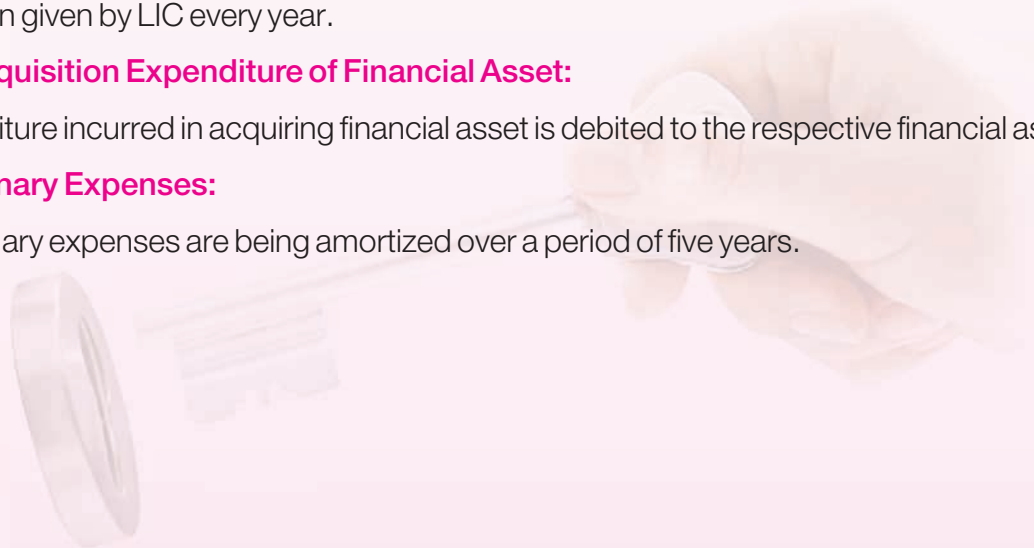 n given by LIC every year.
quisition Expenditure of Financial Asset:
iture incurred in acquiring financial asset is debited to the respective financial as
nary Expenses:
ary expenses are being amortized over a period of five years.